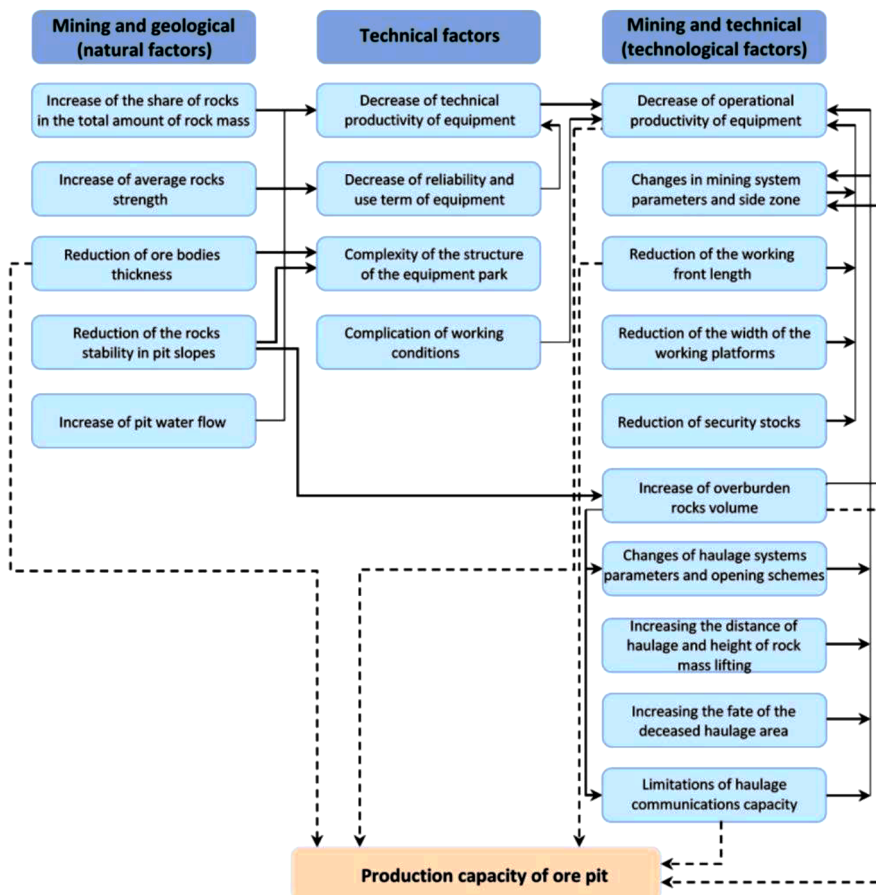 Mining and geological
(natural factors)
Technical factors
Mining and technical
(technological factors)
Increase of the share of rocks
in the total amount of rock mass
Decrease of technical
productivity of equipment
Decrease of operational
productivity of equipment
Increase of average rocks
strength
Decrease of reliability and
use term of equipment
Changes in mining system
parameters and side zone
Reduction of ore bodies
thickness
Complexity of the structure
of the equipment park
Reduction of the working
front length
Reduction of the rocks
stability in pit slopes
Complication of working
conditions
Reduction of the width of the
working platforms
Increase of pit water flow
Reduction of security stocks
Increase of overburden
rocks volume
Changes of haulage systems
parameters and opening schemes
Increasing the distance of
haulage and height of rock
mass lifting
Increasing the fate of the
deceased haulage area
Limitations of haulage
communications capacity
Production capacity of ore pit